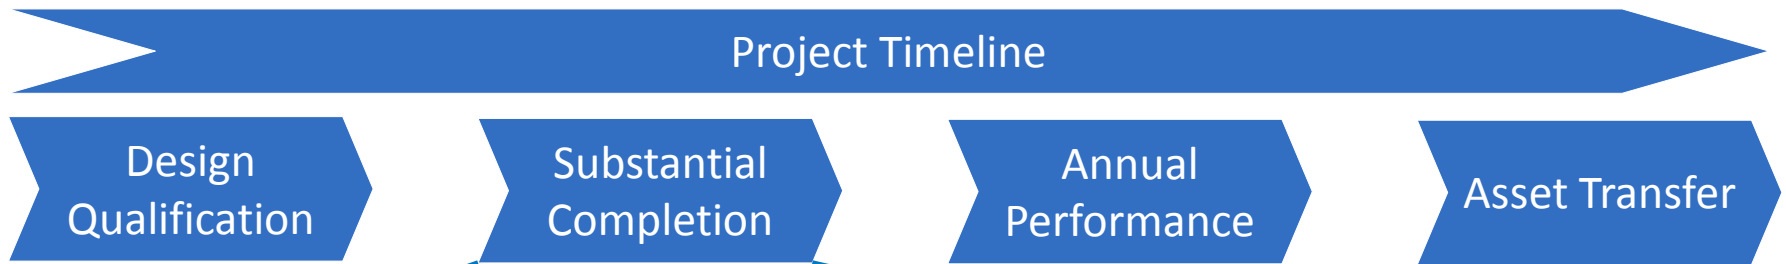 Project Timeline
Design
Qualification
Substantial
Completion
Annual
Performance
Asset Transfer